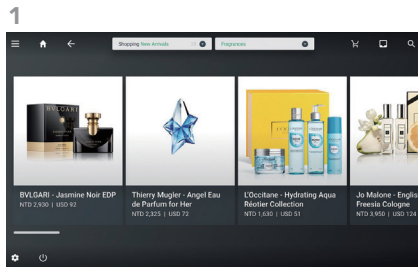 1
Shopping New Arrivals
Fragrances
BVLGARI
BVLGARI - Jasmine Noir EDP
NTD 2,930 | USD 92
Thierry Mugler - Angel Eau
de Parfum for Her
NTD 2,325 | USD 72
L'Occitane - Hydrating Aqua
Réotier Collection
NTD 1,630 | USD 51
Jo Malone - Englis
Freesia Cologne
NTD 3,950 | USD 124